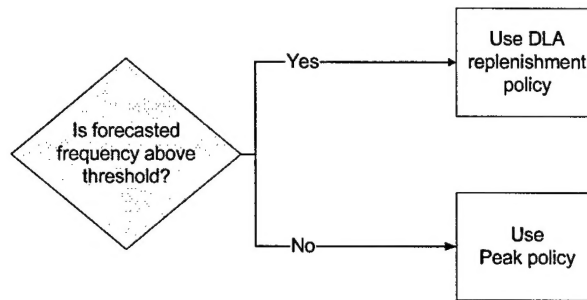 Is forecasted
frequency above
threshold?
Yes
Use DLA
replenishment
policy
No
Use
Peak policy